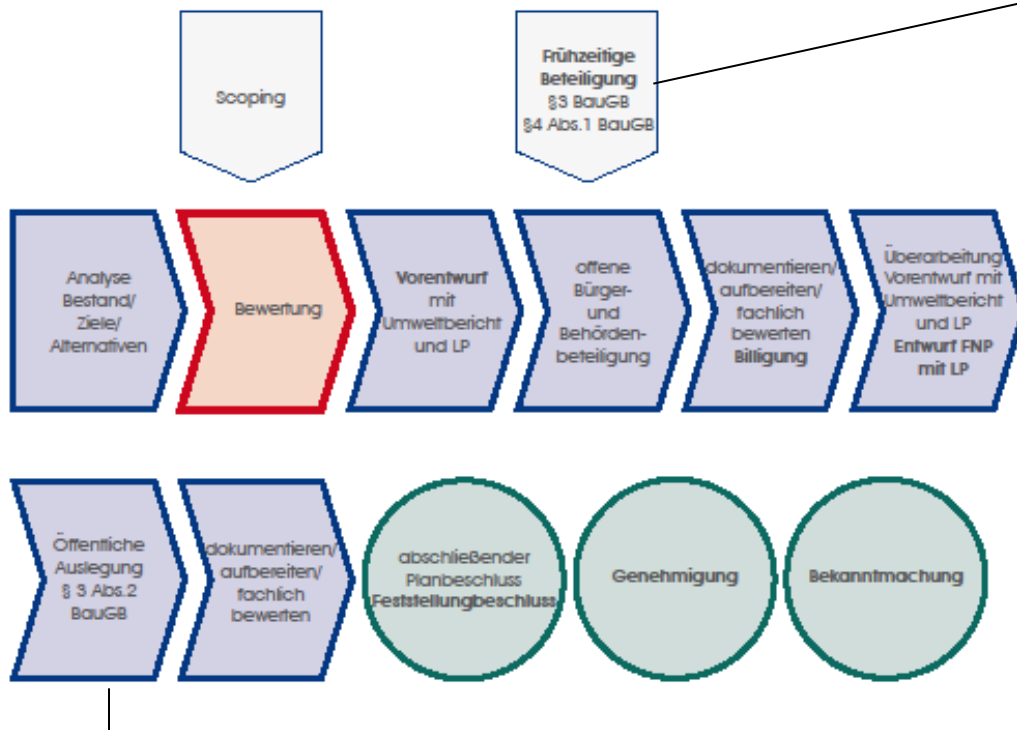 Scoping
Frühzeitige
Beteiligung
§3 BauGB
§4 Abs.1 BauGB
Analyse
Bestand/
Ziele/
Alternativen
Bewertung
Vorentwurf
mit
Umweltbericht
und LP
offene
Bürger-
und
Behörden-
beteiligung
dokumentieren/
aufbereiten/
fachlich
bewerten
Billigung
Überarbeitung
Vorentwurf mit
Umweltbericht
und LP
Entwurf FNP
mit LP
Öffentliche
Auslegung
§ 3 Abs.2
BauGB
dokumentieren/
aufbereiten/
fachlich
bewerten
abschließender
Planbeschluss
Feststellungbeschluss
Genehmigung
Bekanntmachung